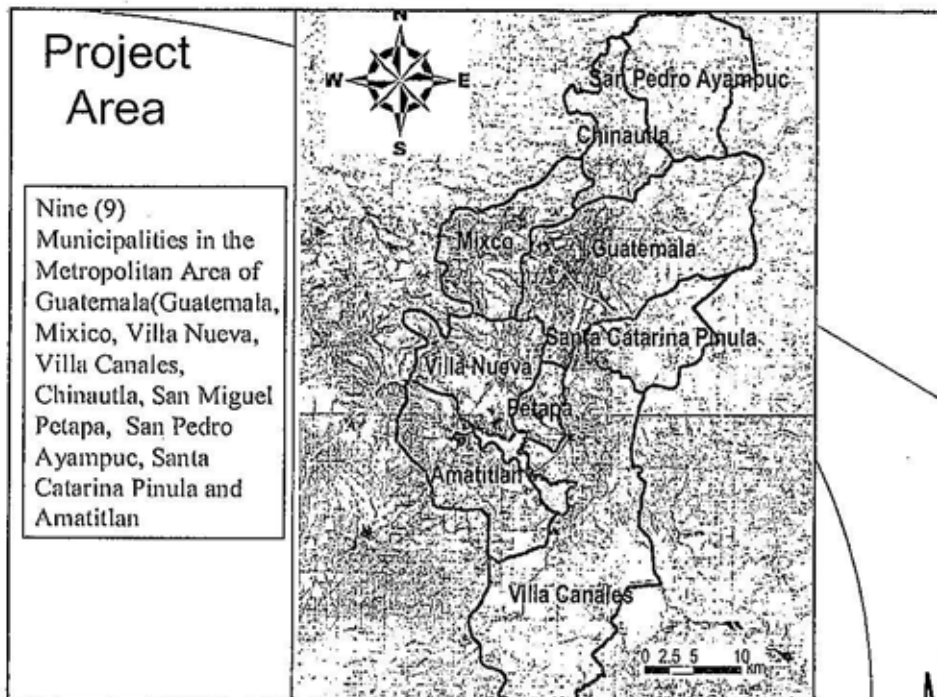 Project
Area
Nine (9)
Municipalities in the
Metropolitan Area of
Guatemala(Guatemala,
Mixico, Villa Nueva,
Villa Canales,
Chinautla, San Miguel
Petapa, San Pedro
Ayampuc, Santa
Catarina Pinula and
Amatitlan
N
W E
S
San Pedro Ayampuc
Chinautla
Mixco
Guatemala
Santa Catarina Pinula
Villa Nueva
Petapa
Amatitlan
Villa Canales
0 2.5 5 10
km